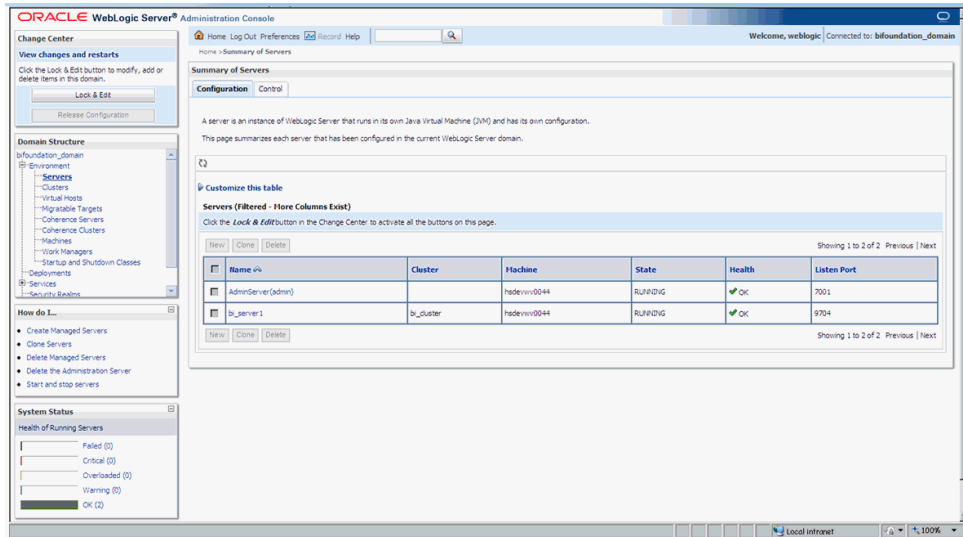 ORACLE WebLogic Server® Administration Console
Change Center
View changes and restarts
Click the Lock & Edit button to modify, add or
delete items in this domain.
Lock & Edit
Release Configuration
Domain Structure
bifoundation_domain
Environment
Servers
Clusters
Virtual Hosts
Migratable Targets
Coherence Servers
Coherence Clusters
Machines
Work Managers
Startup and Shutdown Classes
Deployments
Services
Security Realms
How do I...
Create Managed Servers
Clone Servers
Delete Managed Servers
Delete the Administration Server
Start and stop servers
System Status
Health of Running Servers
Failed (0)
Critical (0)
Overloaded (0)
Warning (0)
OK (2)
Home Log Out Preferences Record Help
Welcome, weblogic Connected to: bifoundation_domain
Home >Summary of Servers
Summary of Servers
Configuration Control
A server is an instance of WebLogic Server that runs in its own Java Virtual Machine (JVM) and has its own configuration.
This page summarizes each server that has been configured in the current WebLogic Server domain.
Customize this table
Servers (Filtered - More Columns Exist)
Click the Lock & Edit button in the Change Center to activate all the buttons on this page.
New Clone Delete Showing 1 to 2 of 2 Previous | Next
Name Cluster Machine State Health Listen Port
AdminServer(admin) hsdevwv0044 RUNNING OK 7001
bi_server1 bi_cluster hsdevwv0044 RUNNING OK 9704
New Clone Delete Showing 1 to 2 of 2 Previous | Next
Local intranet 100%